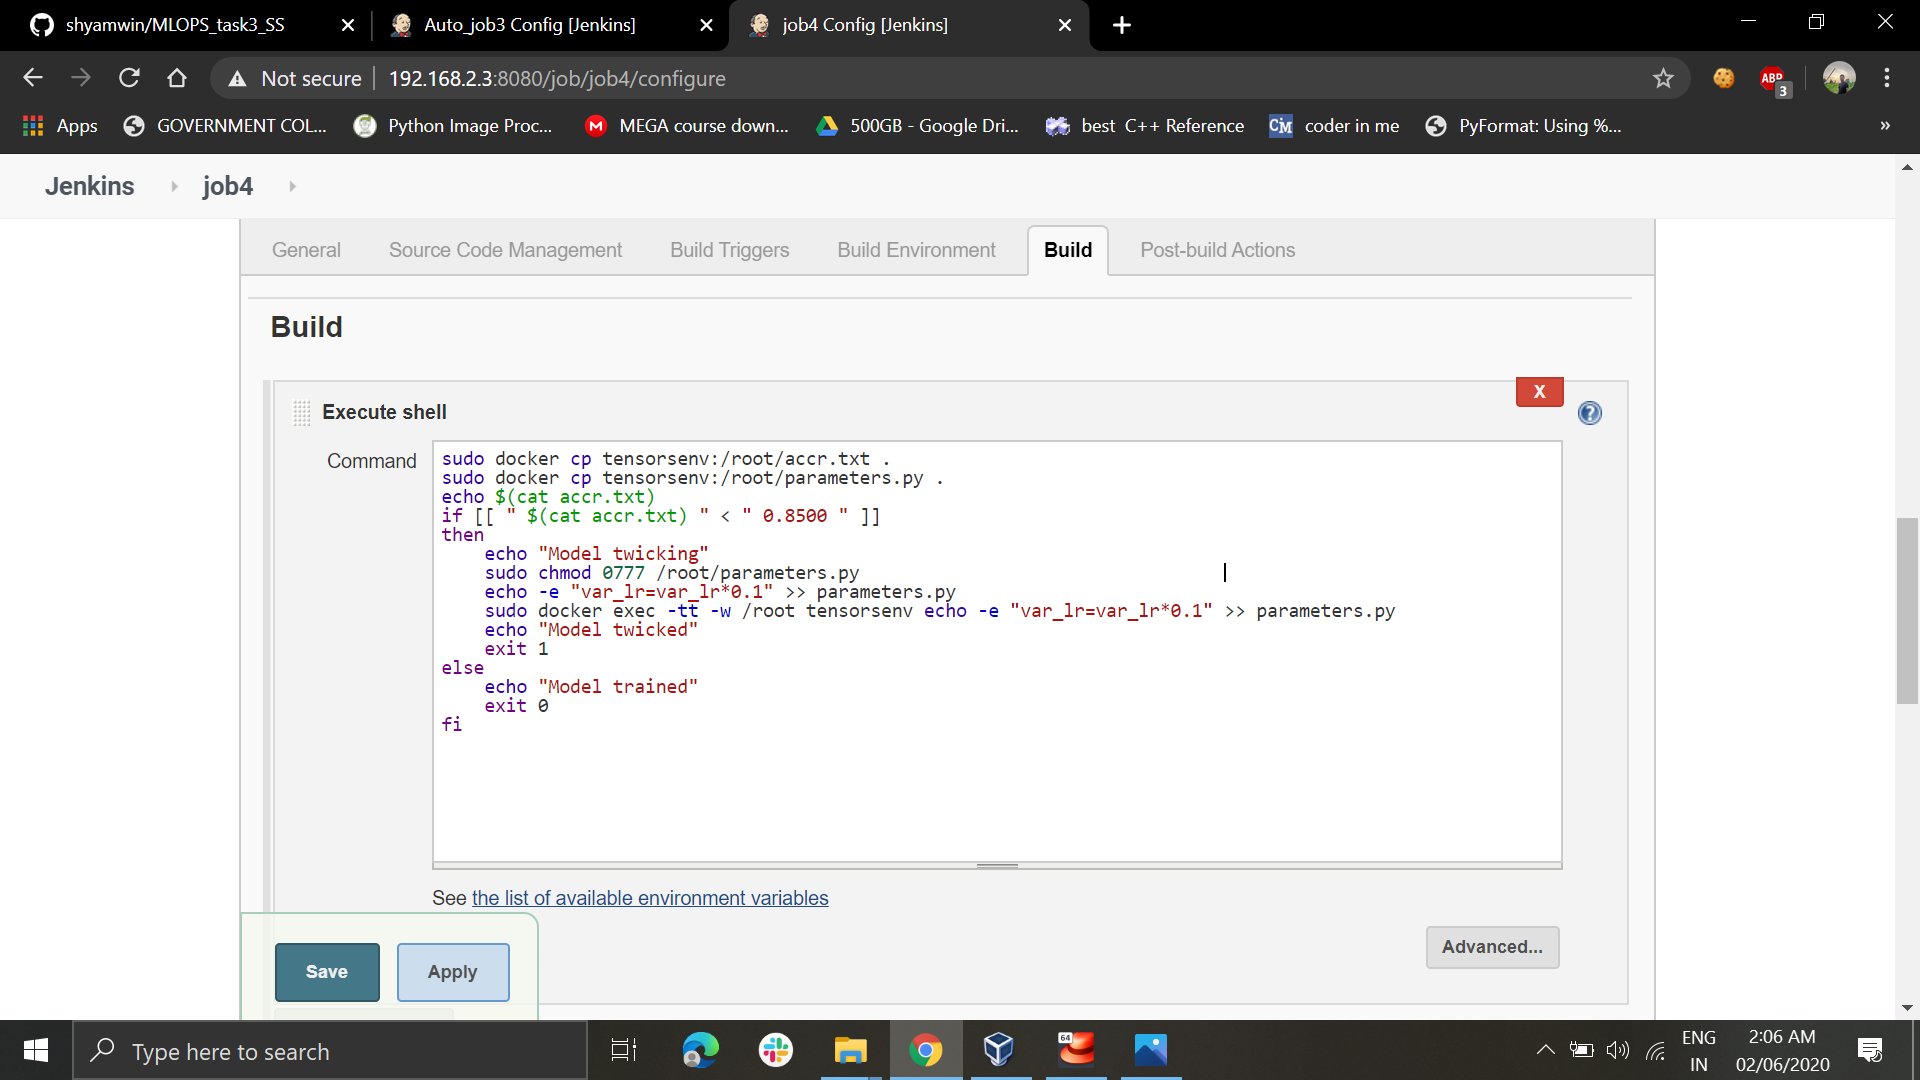 shyamwin/MLOPS_task3_SS
Auto_job3 Config [Jenkins]
job4 Config [Jenkins]
Not secure
192.168.2.3:8080/job/job4/configure
ABP
3
Apps
GOVERNMENT COL...
Python Image Proc...
M
MEGA course down...
500GB - Google Dri...
best C++ Reference
CiM
coder in me
PyFormat: Using %...
»
Jenkins
job4
General
Source Code Management
Build Triggers
Build Environment
Build
Post-build Actions
Build
X
Execute shell
?
Command
sudo docker cp tensorsenv:/root/accr.txt .
sudo docker cp tensorsenv:/root/parameters.py .
echo $(cat accr.txt)
if [[ " $(cat accr.txt) " < " 0.8500 " ]]
then
echo "Model twicking"
sudo chmod 0777 /root/parameters.py
echo -e "var_lr=var_lr*0.1" >> parameters.py
sudo docker exec -tt -w /root tensorsenv echo -e "var_lr=var_lr*0.1" >> parameters.py
echo "Model twicked"
exit 1
else
echo "Model trained"
exit 0
fi
See the list of available environment variables
Advanced...
Save
Apply
Type here to search
64
ENG
IN
2:06 AM
02/06/2020